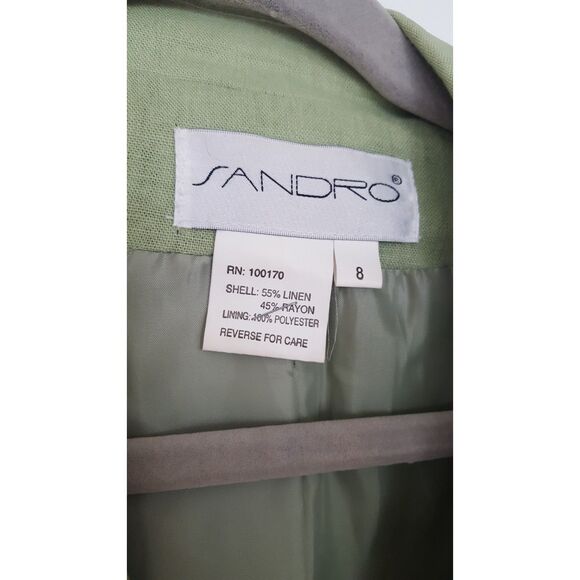 SANDRO®
RN: 100170
8
SHELL: 55% LINEN
45% RAYON
LINING: 100% POLYESTER
REVERSE FOR CARE